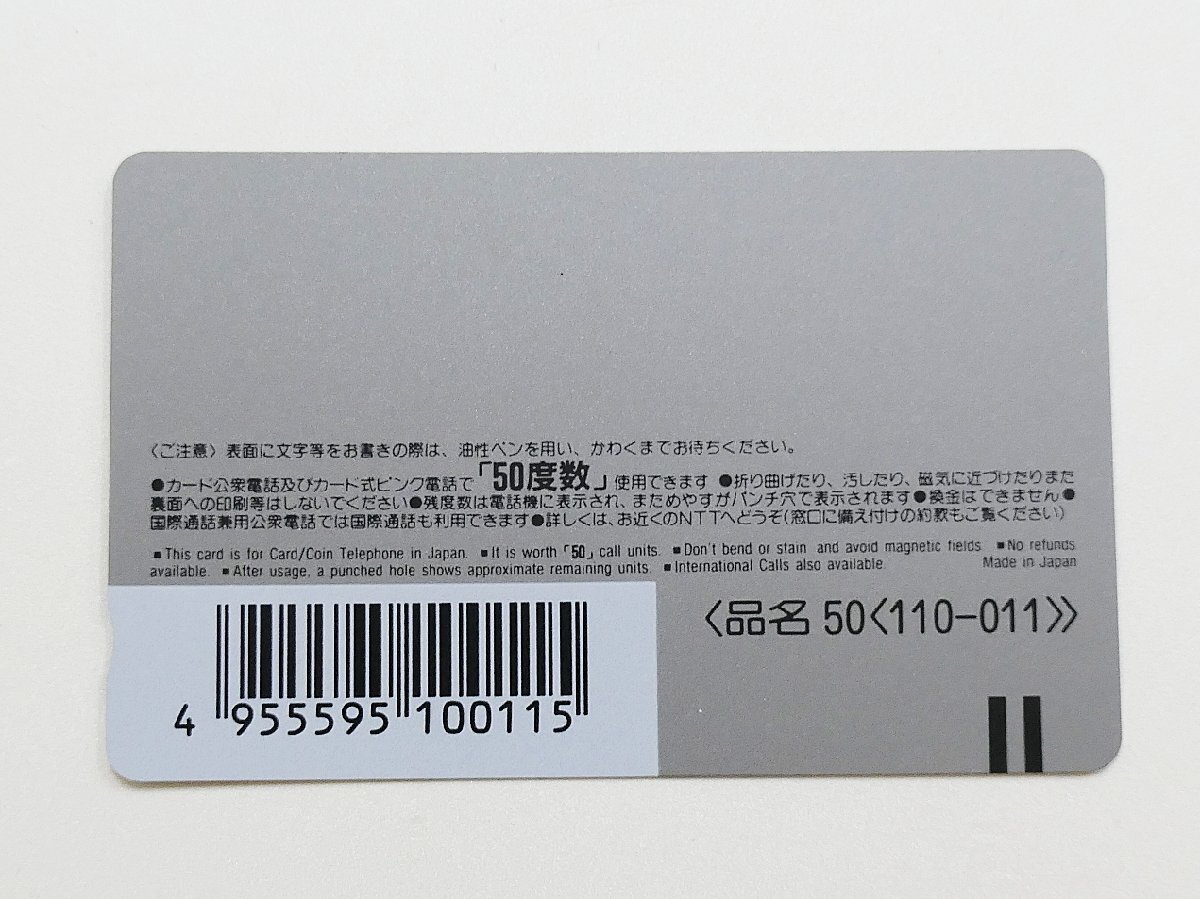 〈ご注意〉表面に文字等をお書きの際は、油性ペンを用い、かわくまでお待ちください。
●カード公衆電話及びカード式ピンク電話で「50度数」使用できます ●折り曲げたり、汚したり、磁気に近づけたりまた
裏面への印刷等はしないでください●残度数は電話機に表示され、まためやすがパンチ穴で表示されます●換金はできません●
国際通話兼用公衆電話では国際通話も利用できます●詳しくは、お近くのNTTへどうぞ(窓口に備え付けの約款もご覧ください)
■This card is for Card/Coin Telephone in Japan. ■It is worth「50」call units. ■Don't bend or stain and avoid magnetic fields. ■No refunds
available. ■After usage, a punched hole shows approximate remaining units. ■International Calls also available. Made in Japan
〈品名 50〈110-011〉〉
4 955595 100115